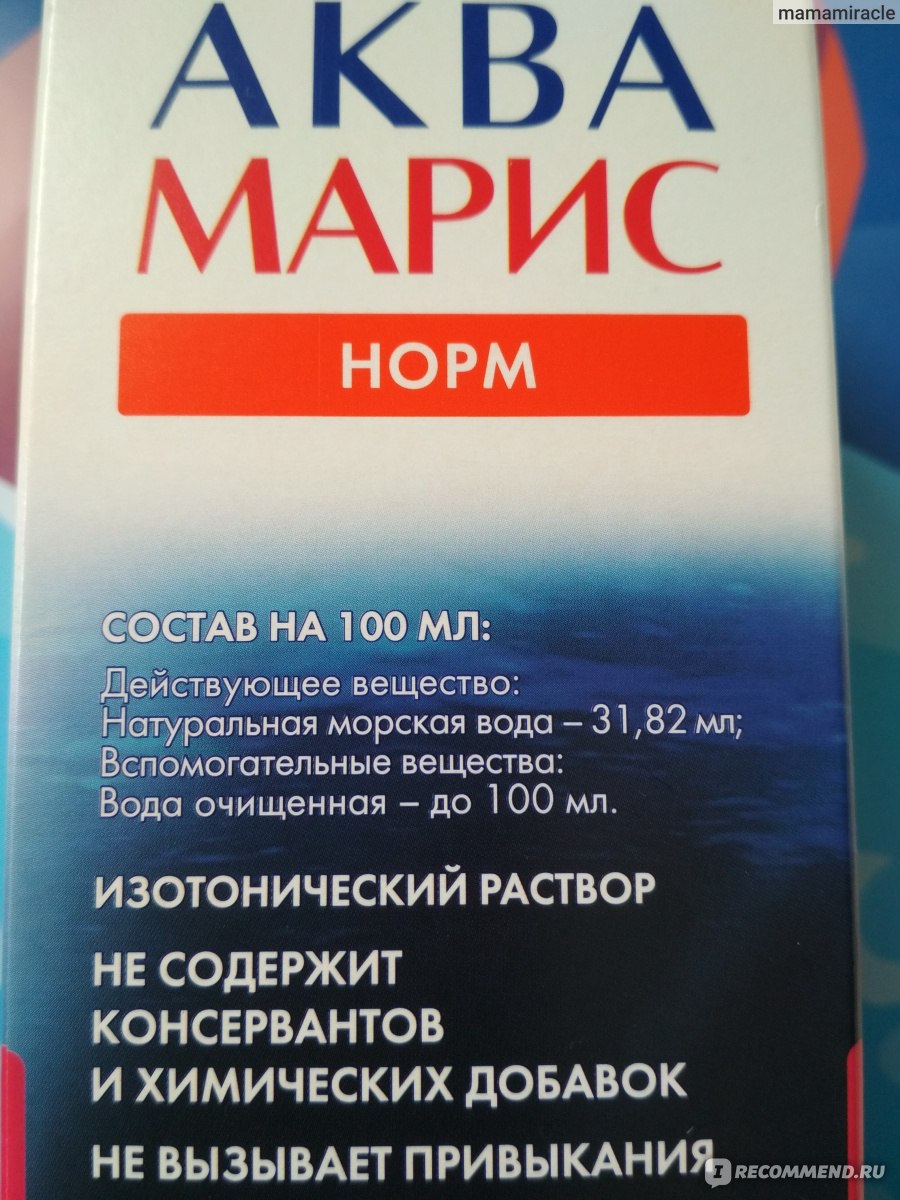 mamamiracle
АКВА
МАРИС
НОРМ
СОСТАВ НА 100 МЛ:
Действующее вещество:
Натуральная морская вода – 31,82 мл;
Вспомогательные вещества:
Вода очищенная – до 100 мл.
ИЗОТОНИЧЕСКИЙ РАСТВОР
НЕ СОДЕРЖИТ
КОНСЕРВАНТОВ
И ХИМИЧЕСКИХ ДОБАВОК
НЕ ВЫЗЫВАЕТ ПРИВЫКАНИЯ
IRECOMMEND.RU